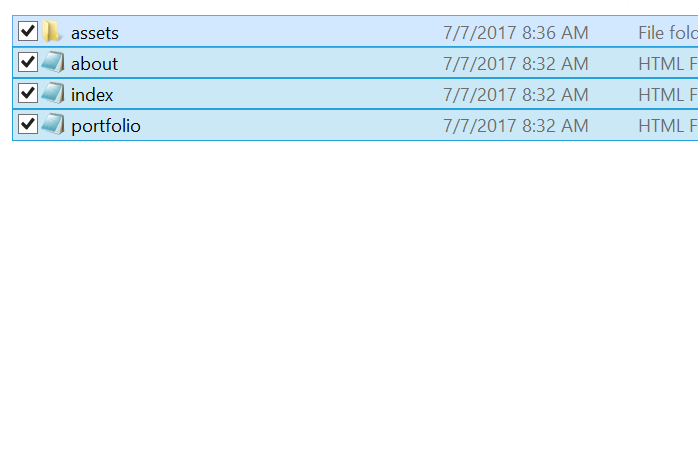 assets 7/7/2017 8:36 AM File fold
about 7/7/2017 8:32 AM HTML F
index 7/7/2017 8:32 AM HTML F
portfolio 7/7/2017 8:32 AM HTML F